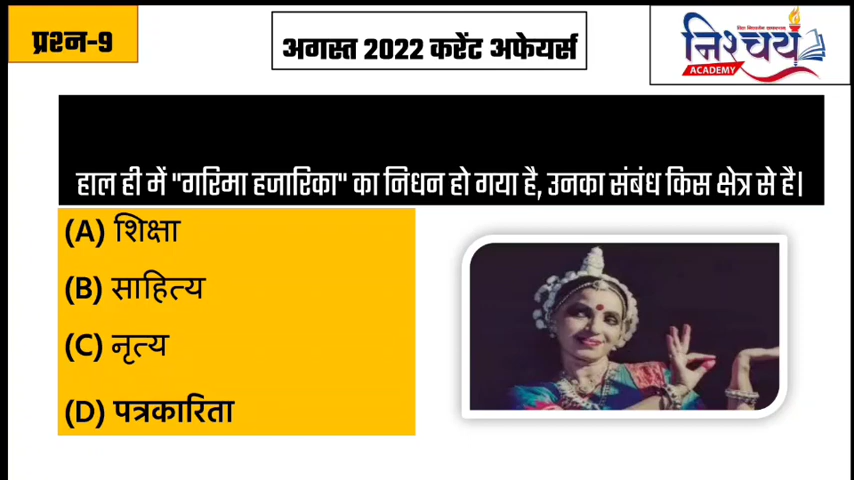 प्रश्न-9
अगस्त 2022 करेंट अफेयर्स
निश्चय
ACADEMY
हाल ही में "गरिमा हजारिका" का निधन हो गया है, उनका संबंध किस क्षेत्र से है।
(A) शिक्षा
(B) साहित्य
(C) नृत्य
(D) पत्रकारिता